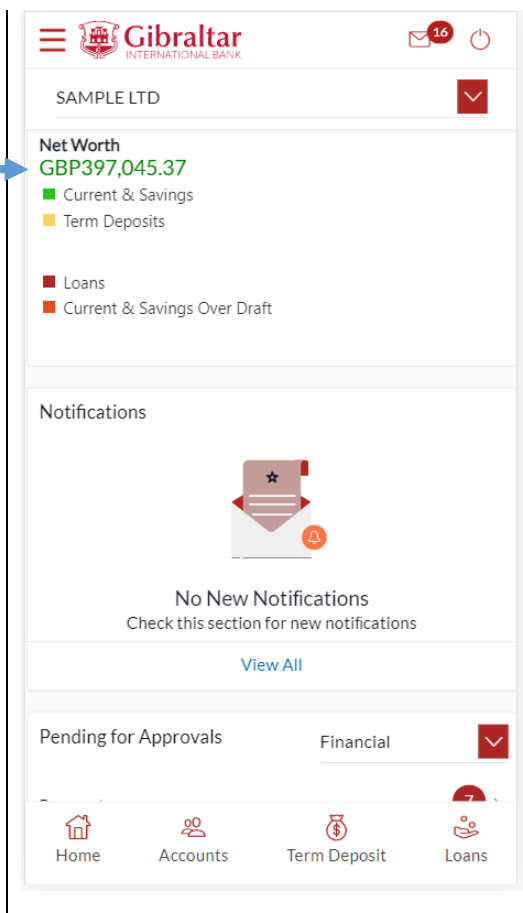 Gibraltar
INTERNATIONAL BANK
16
SAMPLE LTD
Net Worth
GBP397,045.37
Current & Savings
Term Deposits
Loans
Current & Savings Over Draft
Notifications
No New Notifications
Check this section for new notifications
View All
Pending for Approvals
Financial
Home
Accounts
Term Deposit
Loans